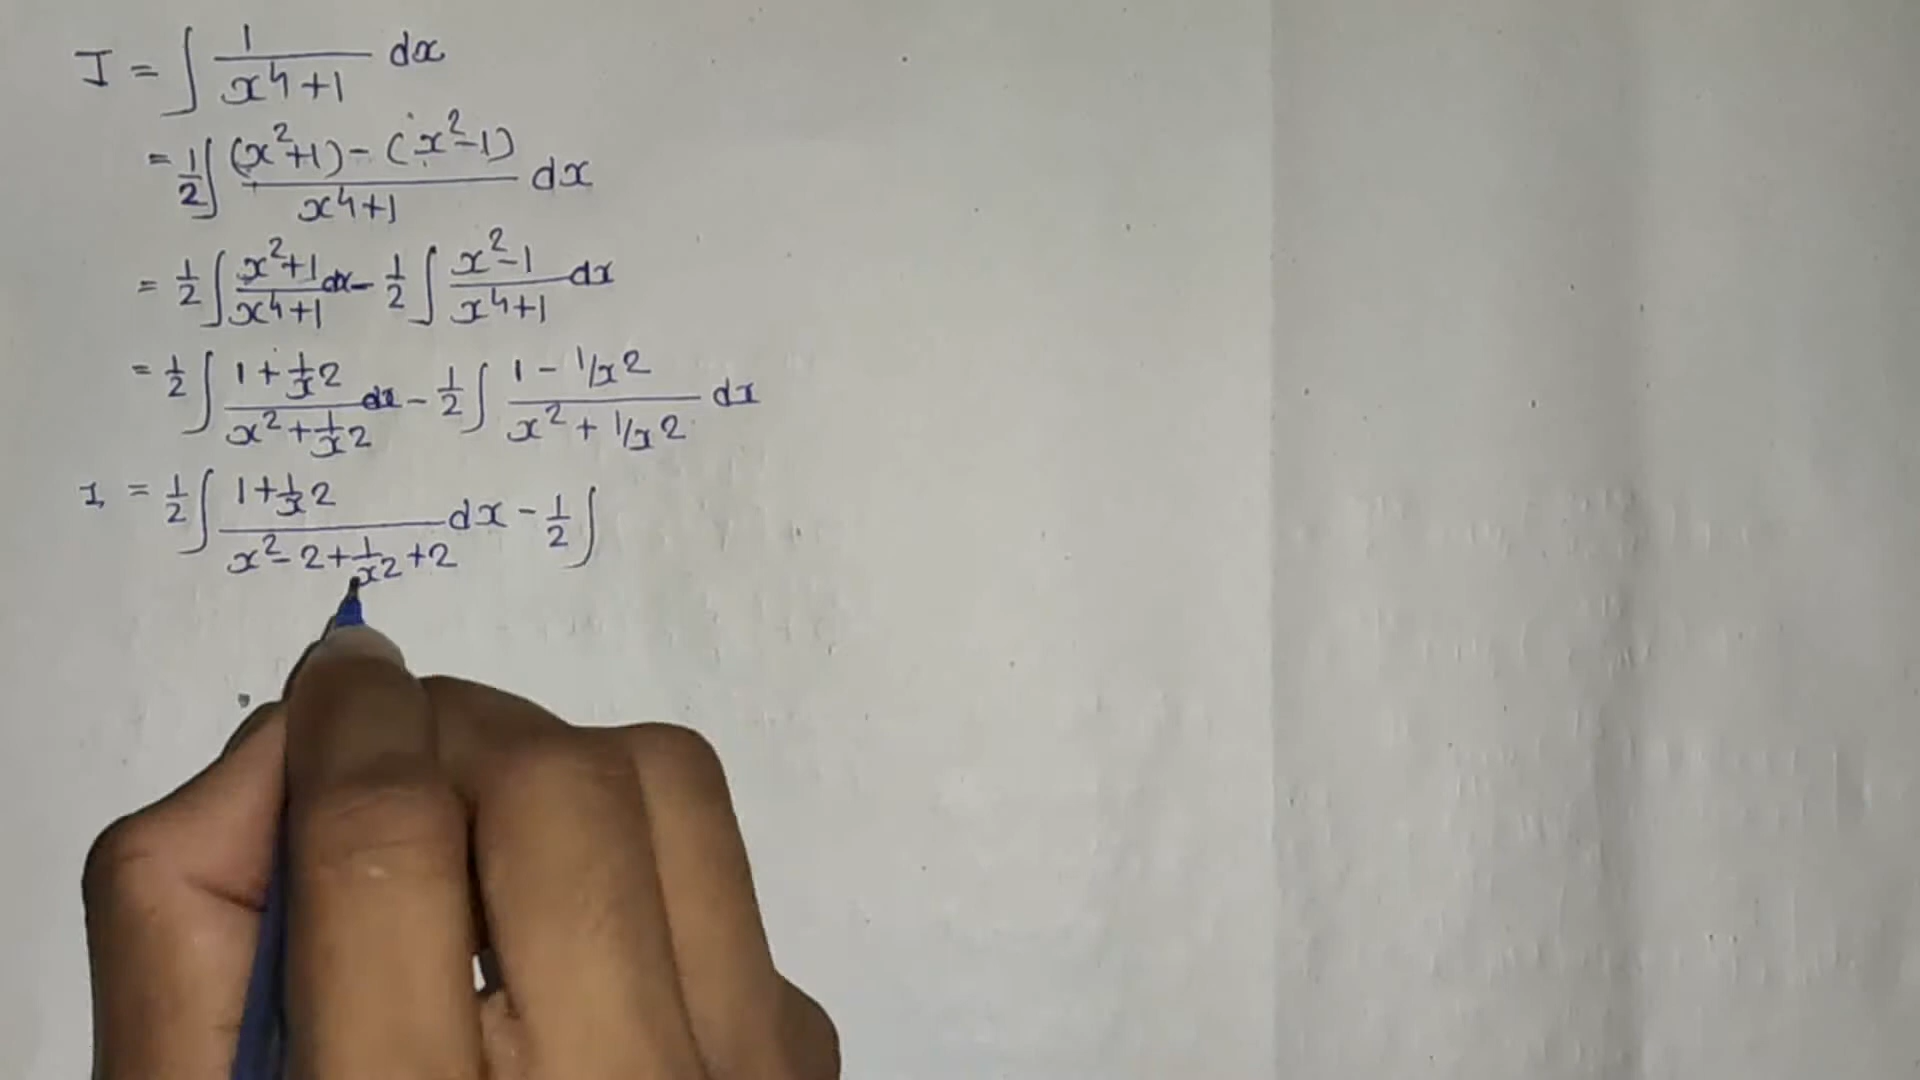 I = ∫ 1/(x⁴+1) dx
= 1/2 ∫ ((x²+1) - (x²-1))/(x⁴+1) dx
= 1/2 ∫ (x²+1)/(x⁴+1) dx - 1/2 ∫ (x²-1)/(x⁴+1) dx
= 1/2 ∫ (1+1/x²)/(x²+1/x²) dx - 1/2 ∫ (1-1/x²)/(x²+1/x²) dx
I = 1/2 ∫ (1+1/x²)/(x²-2+1/x²+2) dx - 1/2 ∫